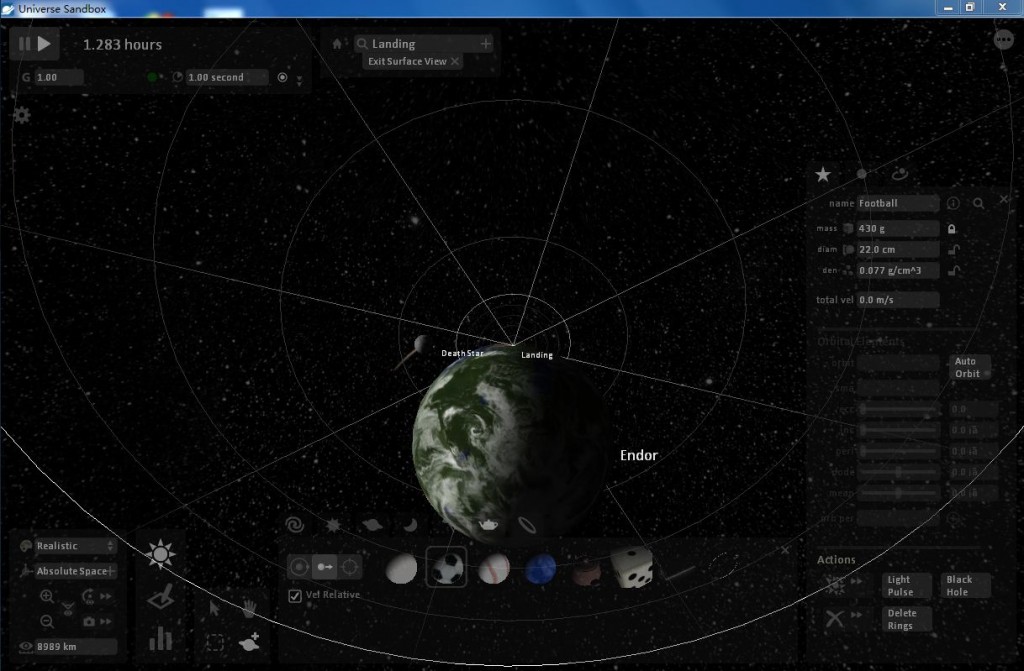 Universe Sandbox
1.283 hours
G 1.00
1.00 second
Landing
Exit Surface View
name Football
mass 430 g
diam 22.0 cm
den 0.077 g/cm^3
total vel 0.0 m/s
Orbital Elements
Auto
Orbit
0.0
Death Star
Landing
Endor
Realistic
Absolute Space
8989 km
Vel Relative
Actions
Light
Pulse
Black
Hole
Delete
Rings